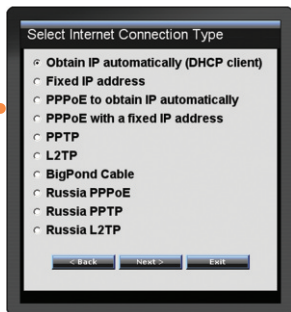 Select Internet Connection Type
Obtain IP automatically (DHCP client)
Fixed IP address
PPPoE to obtain IP automatically
PPPoE with a fixed IP address
PPTP
L2TP
BigPond Cable
Russia PPPoE
Russia PPTP
Russia L2TP
< Back Next > Exit